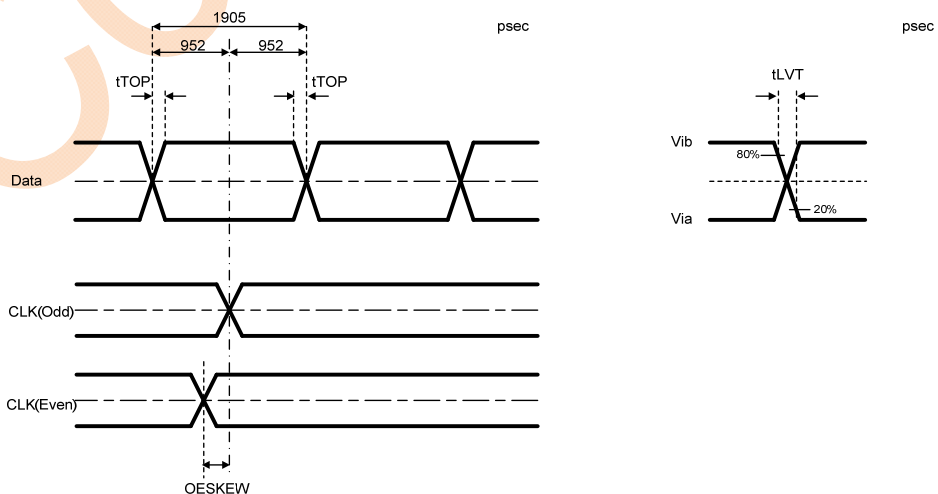 1905
psec
psec
952
952
tTOP
tTOP
tLVT
Vib
80%
Data
Via
20%
CLK(Odd)
CLK(Even)
OESKEW